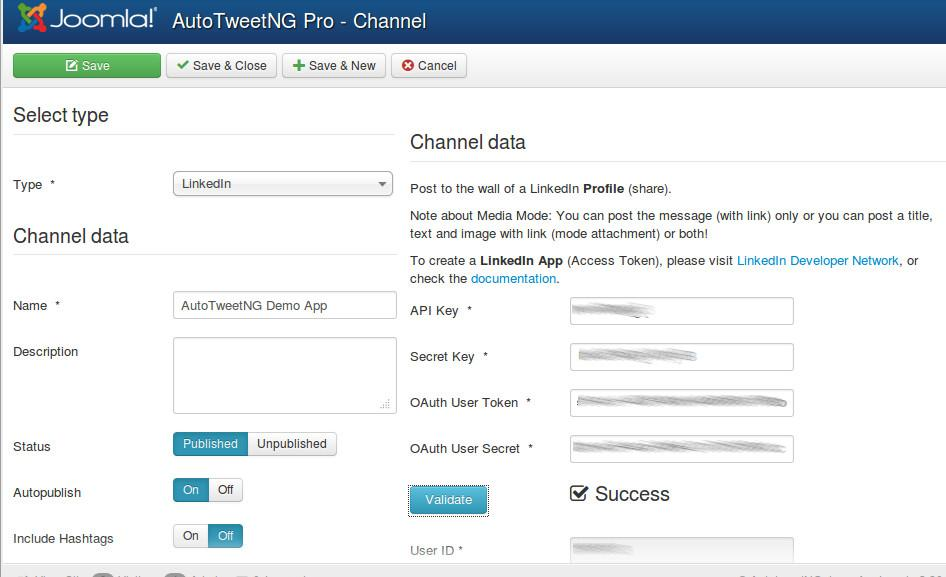 Joomla!® AutoTweetNG Pro - Channel
Save
Save & Close
Save & New
Cancel
Select type
Type *
LinkedIn
Channel data
Name *
AutoTweetNG Demo App
Description
Status
Published
Unpublished
Autopublish
On
Off
Include Hashtags
On
Off
Channel data
Post to the wall of a LinkedIn Profile (share).
Note about Media Mode: You can post the message (with link) only or you can post a title,
text and image with link (mode attachment) or both!
To create a LinkedIn App (Access Token), please visit LinkedIn Developer Network, or
check the documentation.
API Key *
Secret Key *
OAuth User Token *
OAuth User Secret *
Validate
Success
User ID *